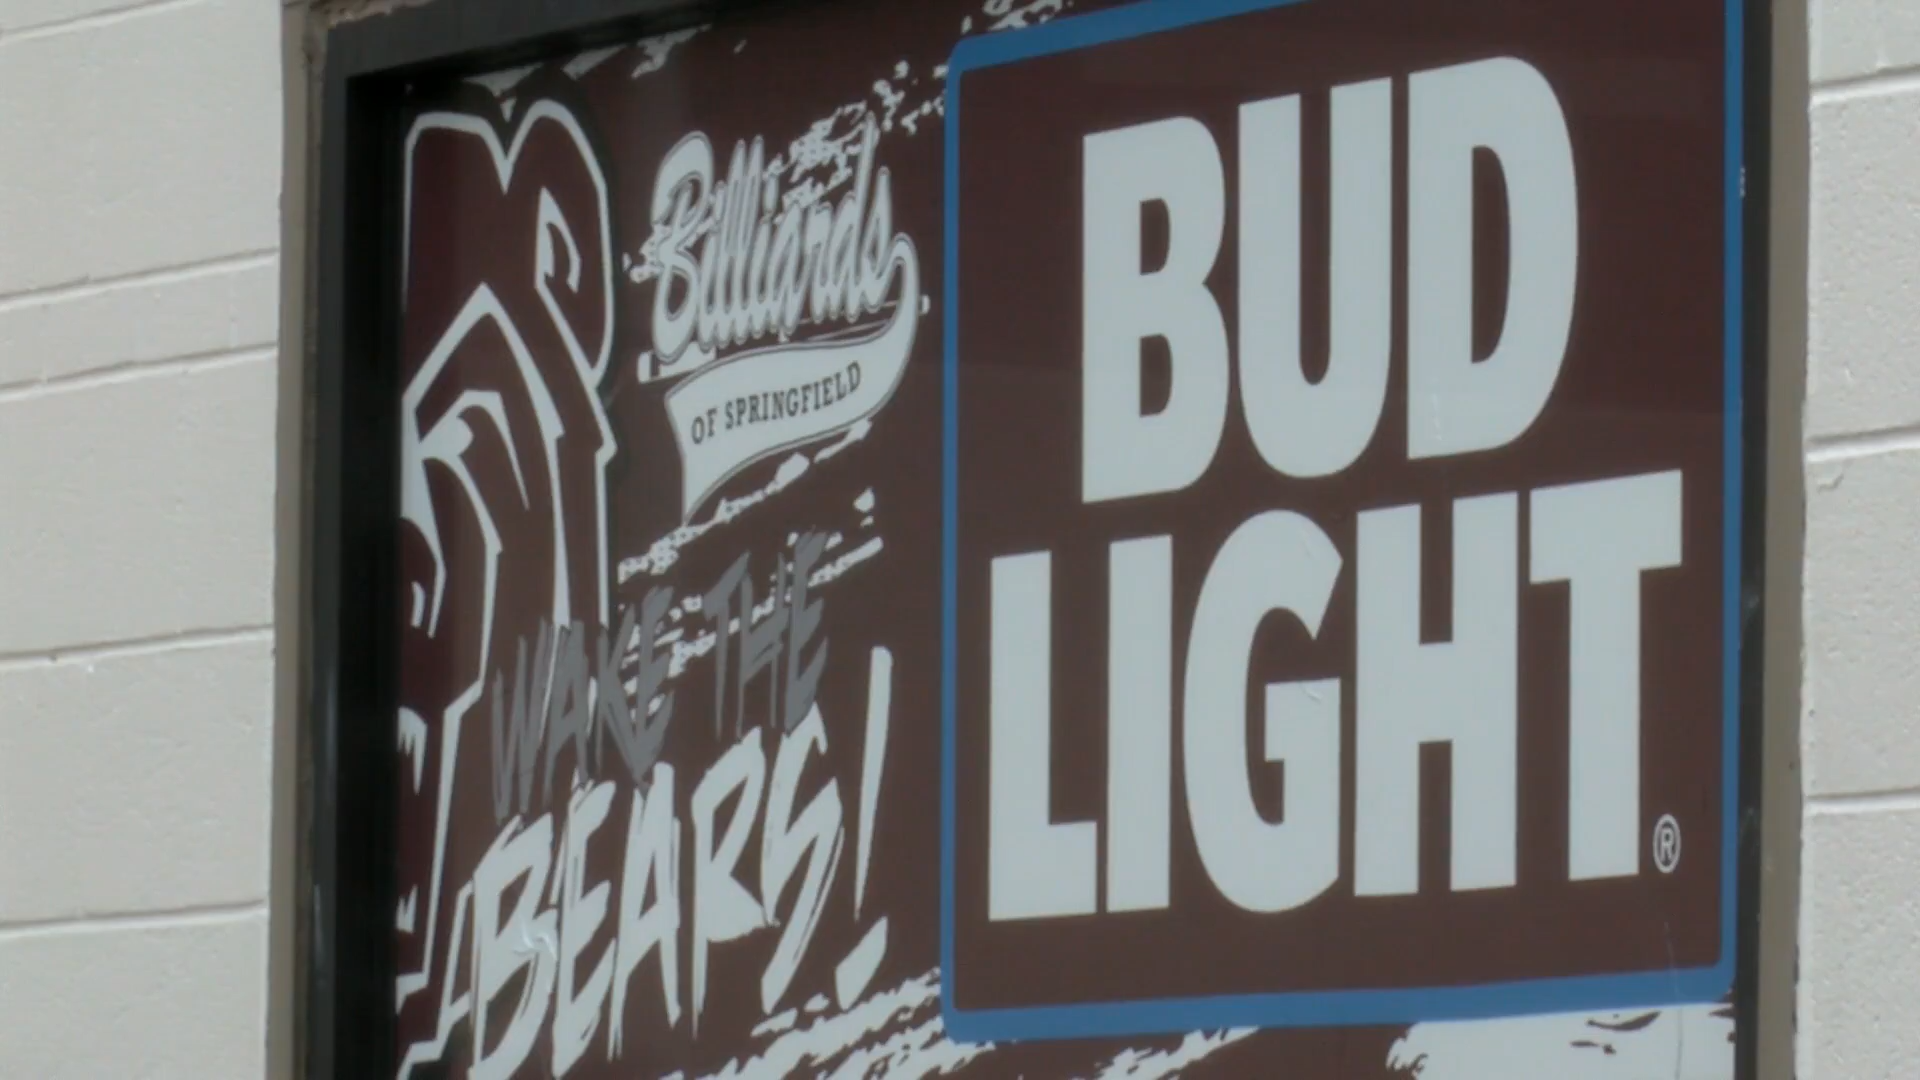 Billiards
OF SPRINGFIELD
WAKE THE
BEARS!
BUD
LIGHT®